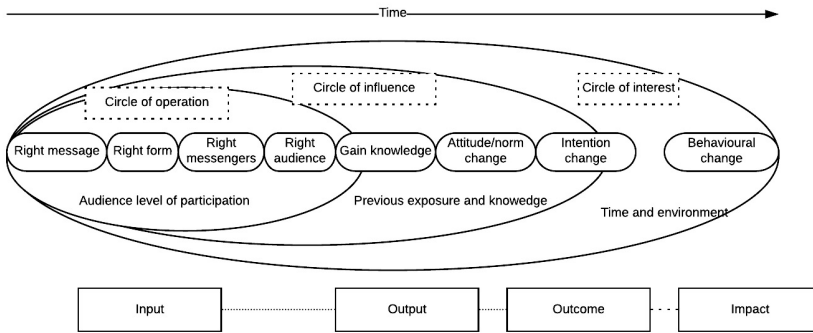 Time
Circle of operation
Circle of influence
Circle of interest
Right message
Right form
Right
messengers
Right
audience
Gain knowledge
Attitude/norm
change
Intention
change
Behavioural
change
Audience level of participation
Previous exposure and knowedge
Time and environment
Input
Output
Outcome
Impact